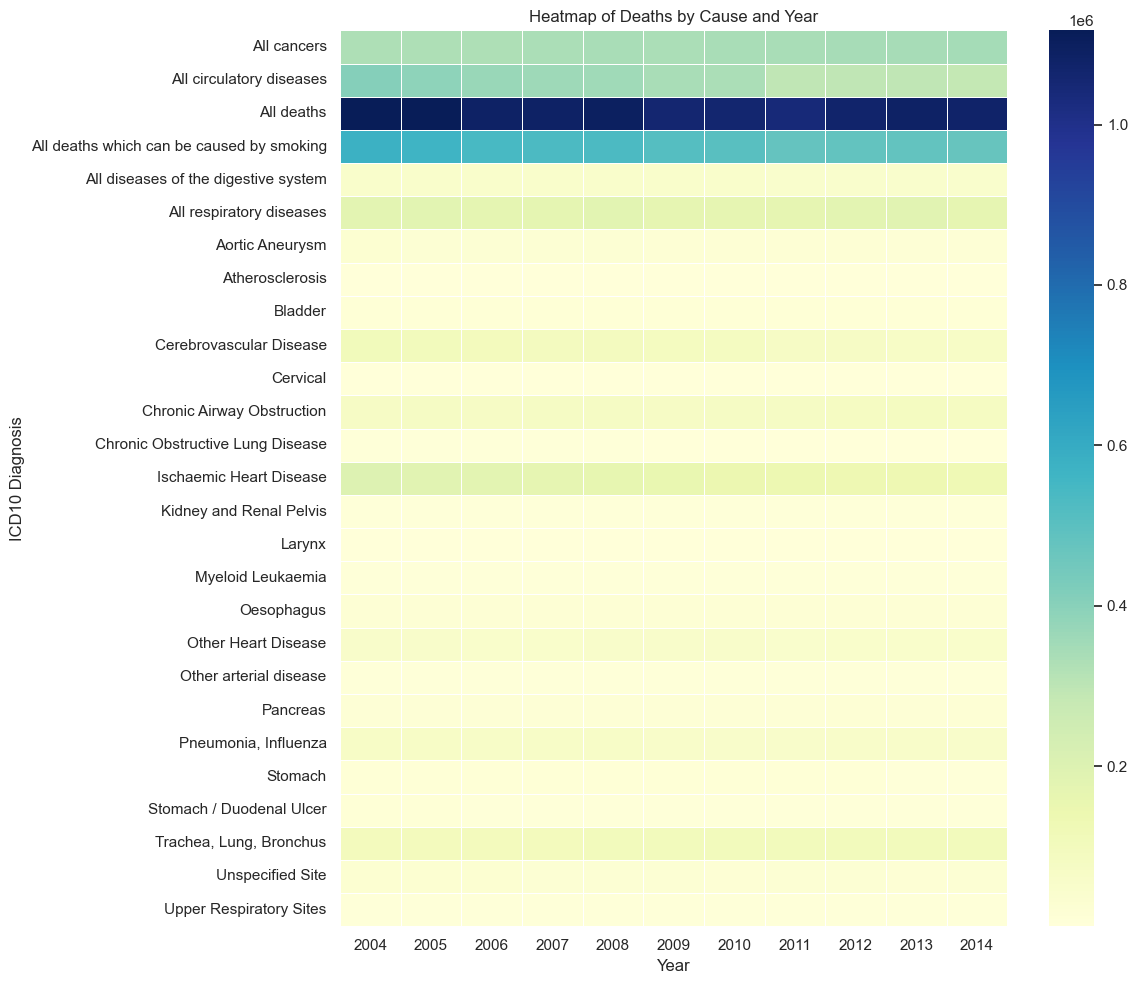 Heatmap of Deaths by Cause and Year
1e6
All cancers
All circulatory diseases
All deaths
All deaths which can be caused by smoking
All diseases of the digestive system
All respiratory diseases
Aortic Aneurysm
Atherosclerosis
Bladder
Cerebrovascular Disease
Cervical
Chronic Airway Obstruction
Chronic Obstructive Lung Disease
Ischaemic Heart Disease
Kidney and Renal Pelvis
Larynx
Myeloid Leukaemia
Oesophagus
Other Heart Disease
Other arterial disease
Pancreas
Pneumonia, Influenza
Stomach
Stomach / Duodenal Ulcer
Trachea, Lung, Bronchus
Unspecified Site
Upper Respiratory Sites
ICD10 Diagnosis
2004 2005 2006 2007 2008 2009 2010 2011 2012 2013 2014
Year
1.0
0.8
0.6
0.4
0.2